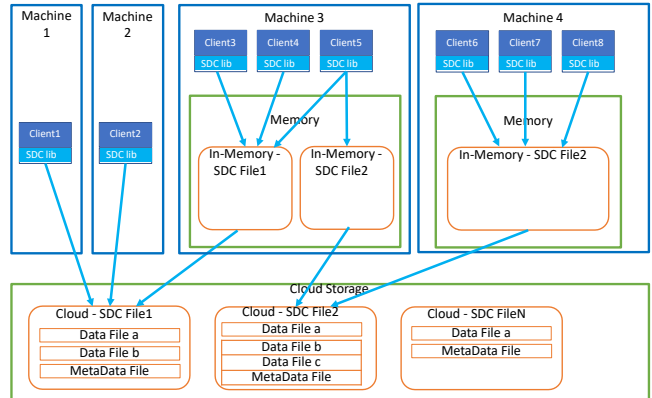 Machine
1
Machine
2
Machine 3
Machine 4
Client3
SDC lib
Client4
SDC lib
Client5
SDC lib
Client6
SDC lib
Client7
SDC lib
Client8
SDC lib
Memory
Memory
Client1
SDC lib
Client2
SDC lib
In-Memory -
SDC File1
In-Memory -
SDC File2
In-Memory - SDC File2
Cloud Storage
Cloud - SDC File1
Data File a
Data File b
MetaData File
Cloud - SDC File2
Data File a
Data File b
Data File c
MetaData File
Cloud - SDC FileN
Data File a
MetaData File